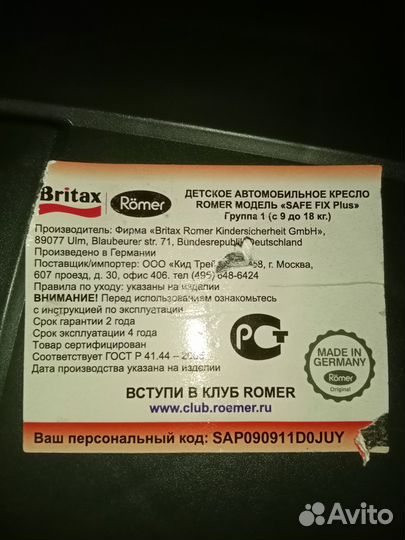 Britax Römer
ДЕТСКОЕ АВТОМОБИЛЬНОЕ КРЕСЛО
ROMER МОДЕЛЬ «SAFE FIX Plus»
Группа 1 (с 9 до 18 кг.)
Производитель: Фирма «Britax Romer Kindersicherheit GmbH»,
89077 Ulm, Blaubeurer str. 71, Bundesrepublik Deutschland
Произведено в Германии
Поставщик/импортер: ООО «Кид г. Москва,
607 проезд, д. 30, офис 406. тел (495) 648-6424
Правила по уходу: указаны на изделии
ВНИМАНИЕ! Перед использованием ознакомьтесь
с инструкцией по эксплуатации.
Срок гарантии 2 года
Срок эксплуатации 4 года
Товар сертифицирован
Соответствует ГОСТ Р 41.44 –
Дата производства указана на изделии
РСТ
MADE IN
GERMANY
Römer
Original
ВСТУПИ В КЛУБ ROMER
www.club.roemer.ru
Ваш персональный код: SAP090911D0JUY
Avito